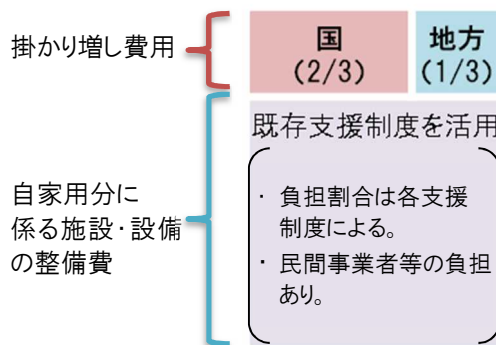 掛かり増し費用
国
(2/3)
地方
(1/3)
既存支援制度を活用
自家用分に
係る施設・設備
の整備費
・ 負担割合は各支援
制度による。
・ 民間事業者等の負担
あり。